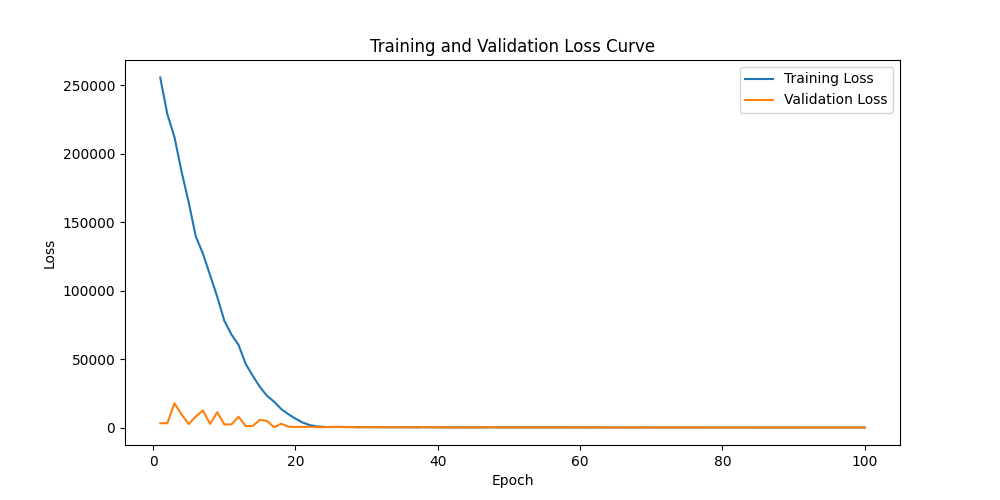 Training and Validation Loss Curve
Training Loss
Validation Loss
250000
200000
150000
100000
50000
0
Loss
0 20 40 60 80 100
Epoch